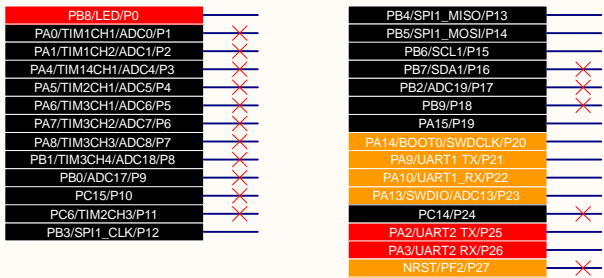 PB8/LED/P0
PA0/TIM1CH1/ADC0/P1
PA1/TIM1CH2/ADC1/P2
PA4/TIM14CH1/ADC4/P3
PA5/TIM2CH1/ADC5/P4
PA6/TIM3CH1/ADC6/P5
PA7/TIM3CH2/ADC7/P6
PA8/TIM3CH3/ADC8/P7
PB1/TIM3CH4/ADC18/P8
PB0/ADC17/P9
PC15/P10
PC6/TIM2CH3/P11
PB3/SPI1_CLK/P12
PB4/SPI1_MISO/P13
PB5/SPI1_MOSI/P14
PB6/SCL1/P15
PB7/SDA1/P16
PB2/ADC19/P17
PB9/P18
PA15/P19
PA14/BOOT0/SWDCLK/P20
PA9/UART1 TX/P21
PA10/UART1_RX/P22
PA13/SWDIO/ADC13/P23
PC14/P24
PA2/UART2 TX/P25
PA3/UART2 RX/P26
NRST/PF2/P27